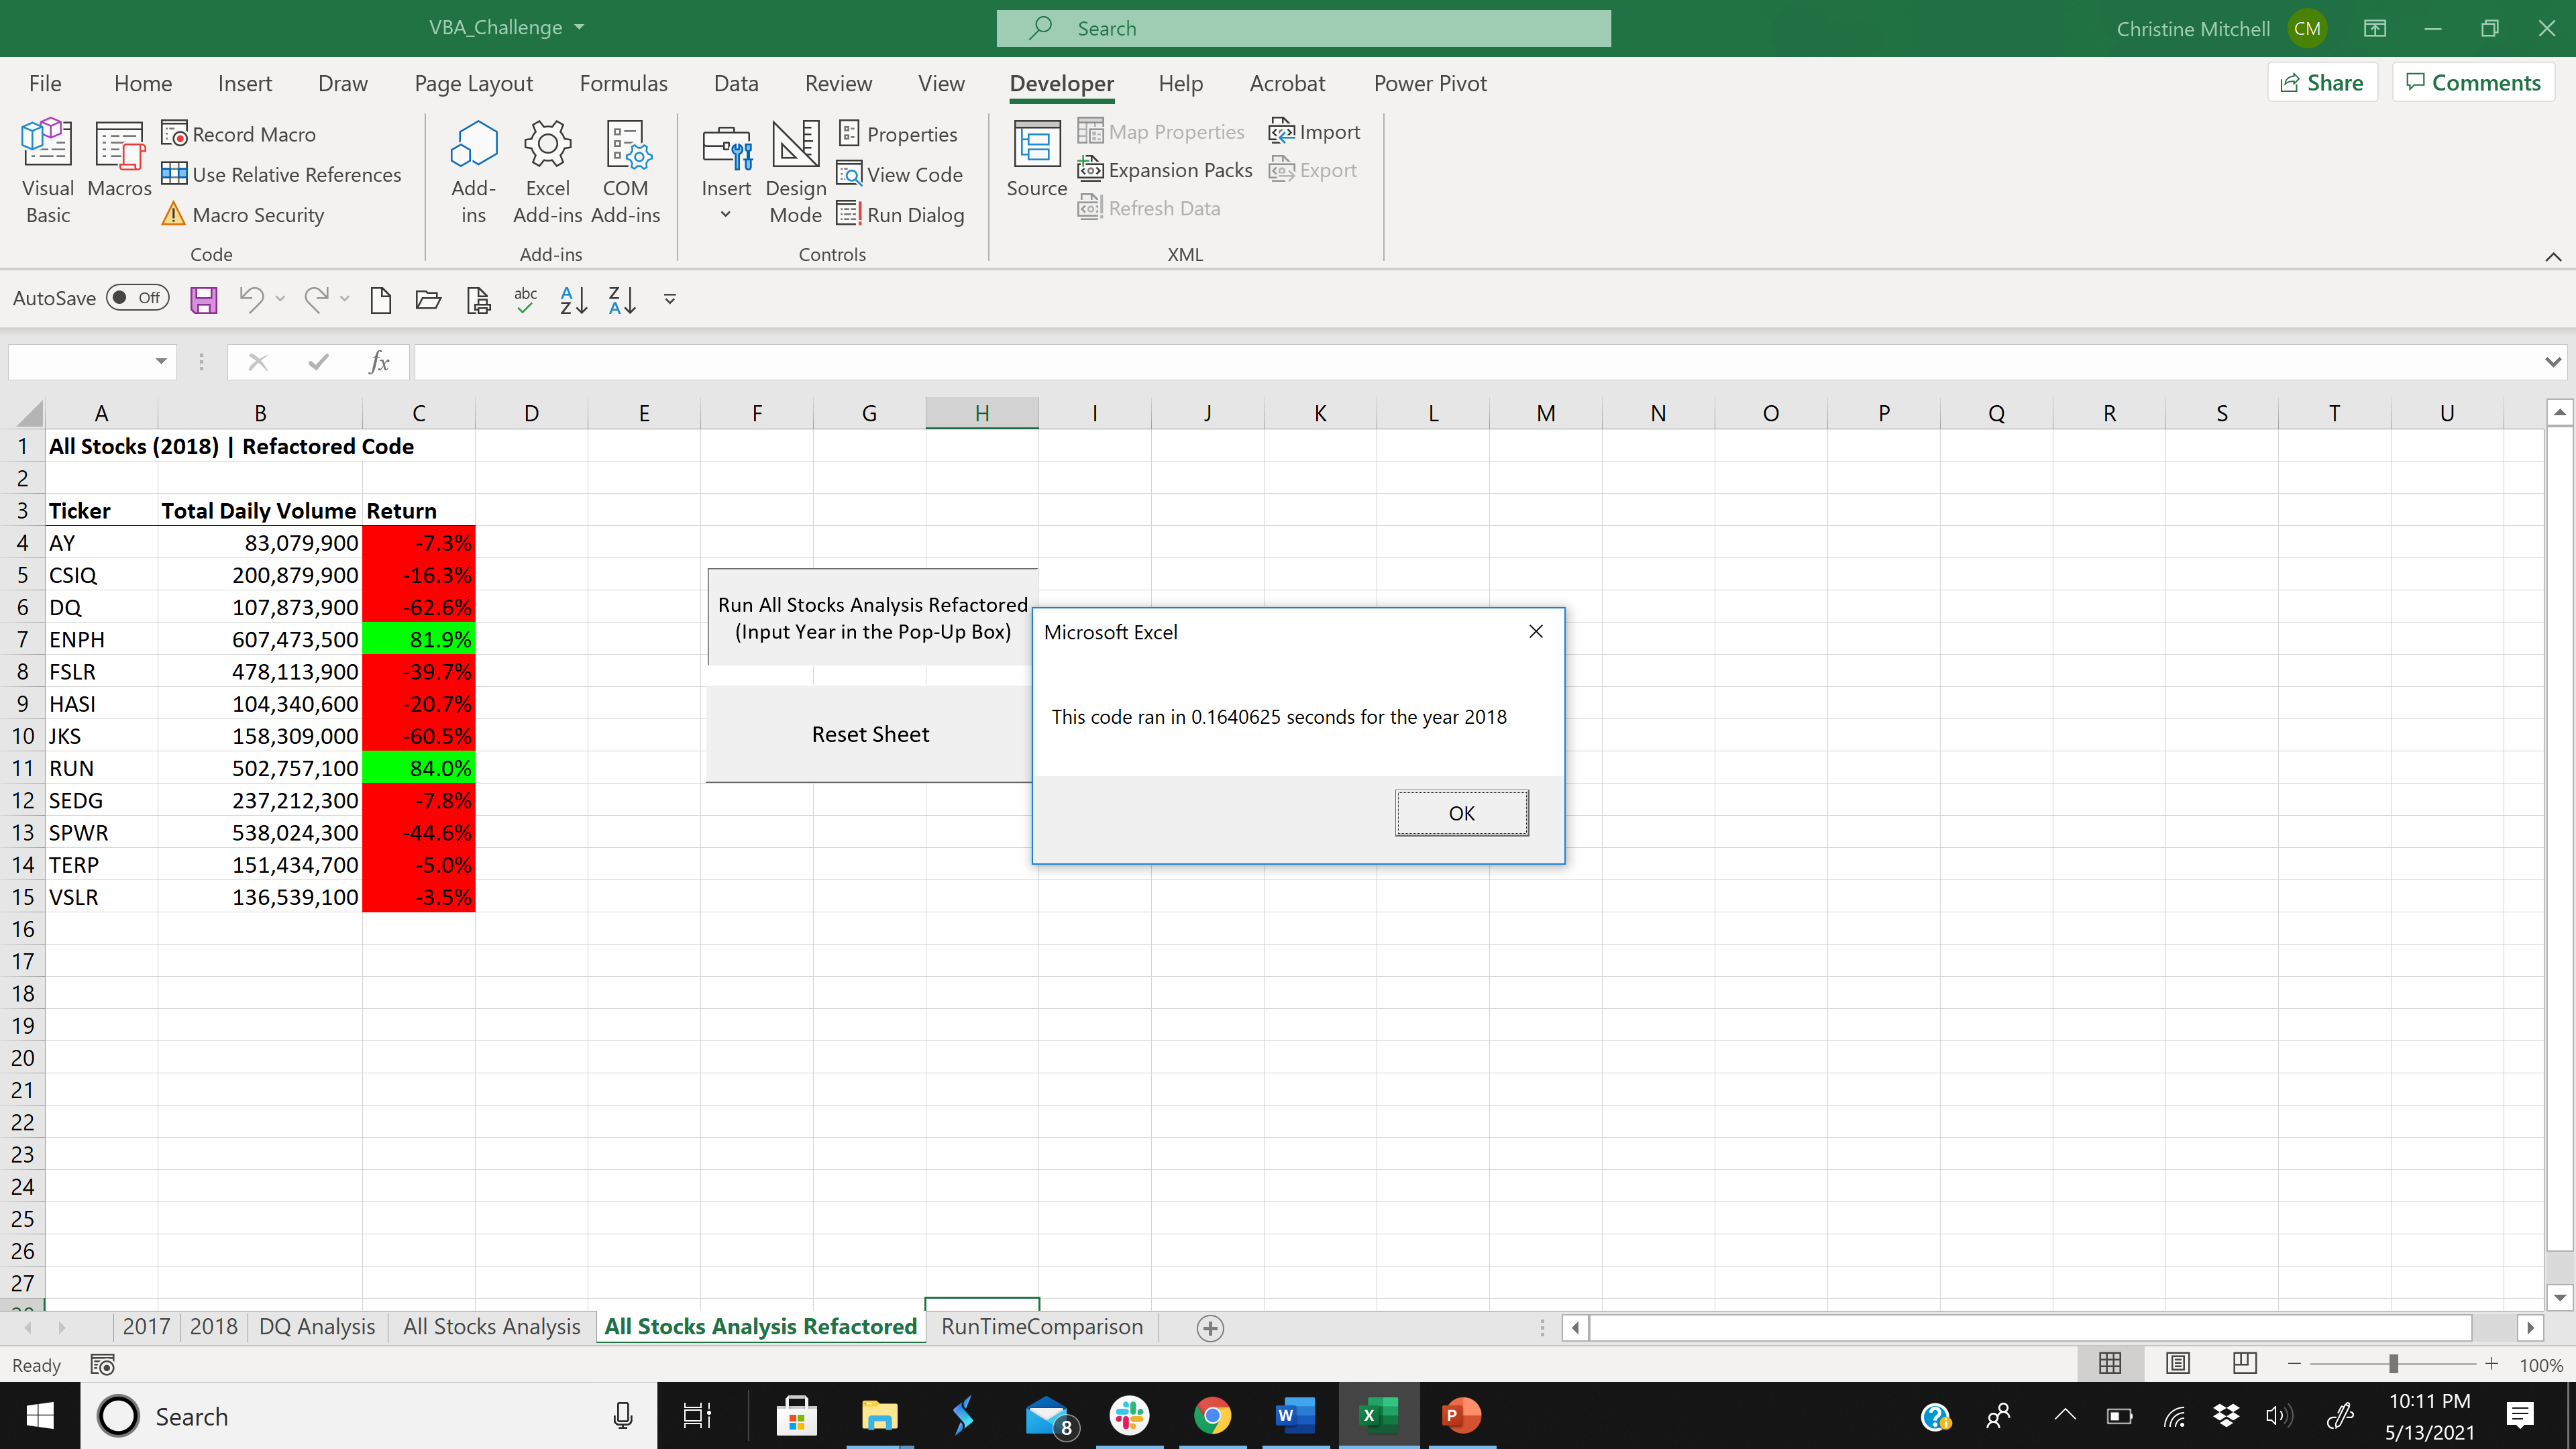 VBA_Challenge
Search
Christine Mitchell CM
File Home Insert Draw Page Layout Formulas Data Review View Developer Help Acrobat Power Pivot Share Comments
Visual Basic
Macros
Record Macro
Use Relative References
Macro Security
Code
Add-ins
Excel Add-ins
COM Add-ins
Add-ins
Insert
Design Mode
Properties
View Code
Run Dialog
Controls
Source
Map Properties
Expansion Packs
Refresh Data
Import
Export
XML
AutoSave Off abc A Z Z A
fx
A B C D E F G H I J K L M N O P Q R S T U
1 All Stocks (2018) | Refactored Code
2
3 Ticker Total Daily Volume Return
4 AY 83,079,900 -7.3%
5 CSIQ 200,879,900 -16.3%
6 DQ 107,873,900 -62.6%
7 ENPH 607,473,500 81.9%
8 FSLR 478,113,900 -39.7%
9 HASI 104,340,600 -20.7%
10 JKS 158,309,000 -60.5%
11 RUN 502,757,100 84.0%
12 SEDG 237,212,300 -7.8%
13 SPWR 538,024,300 -44.6%
14 TERP 151,434,700 -5.0%
15 VSLR 136,539,100 -3.5%
16
17
18
19
20
21
22
23
24
25
26
27
Run All Stocks Analysis Refactored
(Input Year in the Pop-Up Box)
Reset Sheet
Microsoft Excel
This code ran in 0.1640625 seconds for the year 2018
OK
2017 2018 DQ Analysis All Stocks Analysis All Stocks Analysis Refactored RunTimeComparison
Ready 100%
Search 8 W X P 10:11 PM
5/13/2021